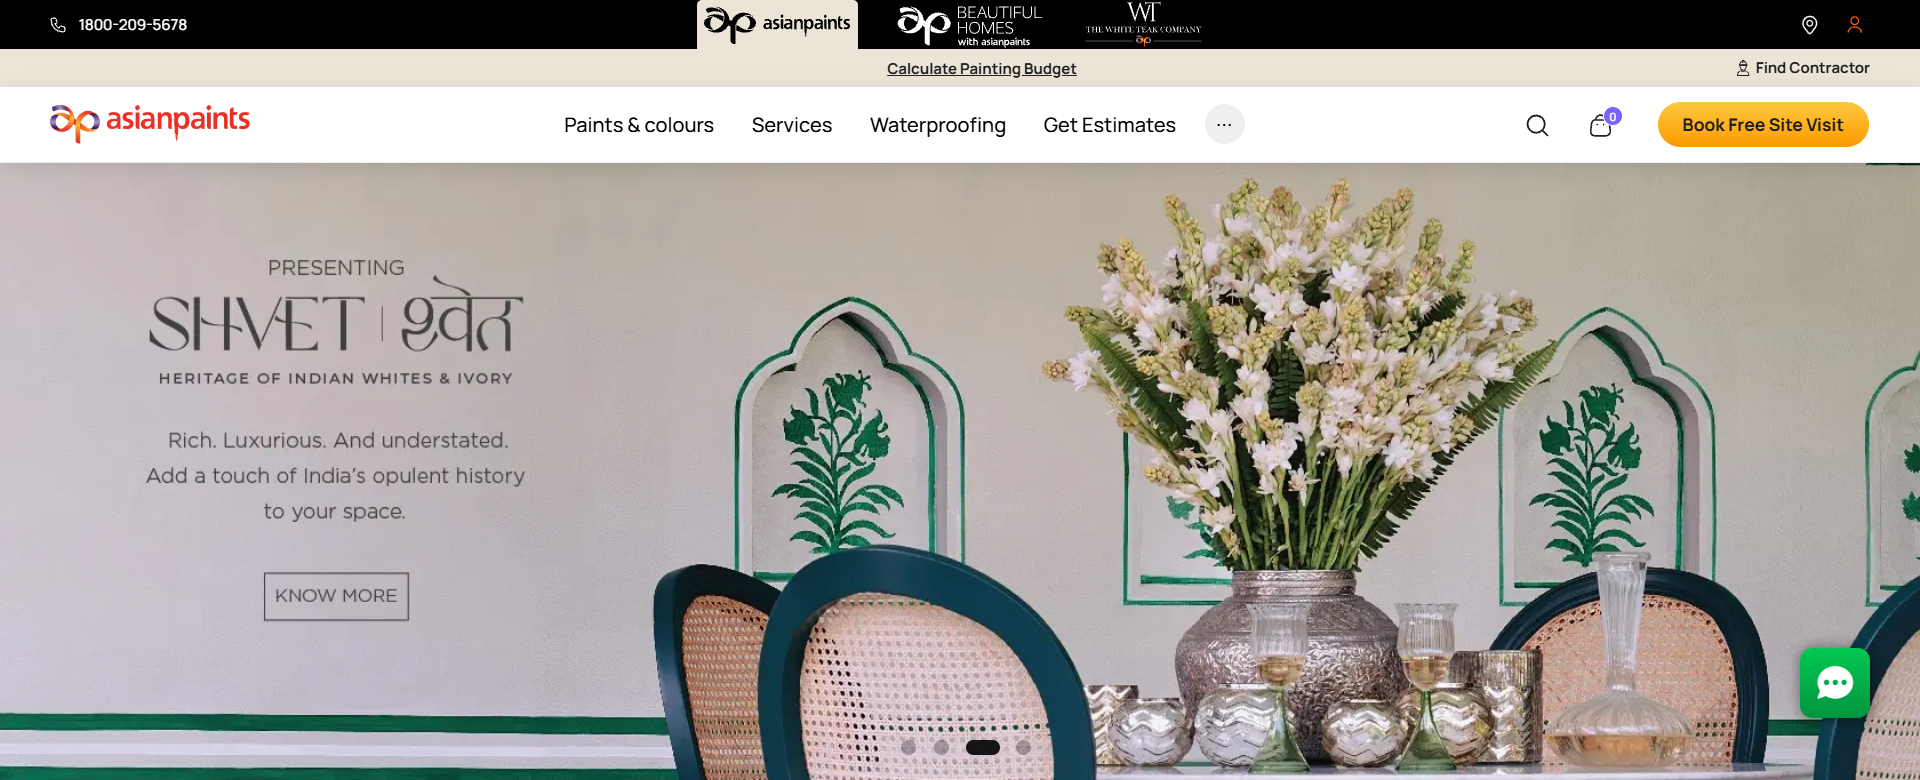 1800-209-5678
asianpaints
BEAUTIFUL
HOMES
with asianpaints
WT
THE WHITE TEAK COMPANY
ap
Calculate Painting Budget
Find Contractor
ap asianpaints
Paints & colours
Services
Waterproofing
Get Estimates
...
0
Book Free Site Visit
PRESENTING
SHVET | श्वेत
HERITAGE OF INDIAN WHITES & IVORY
Rich. Luxurious. And understated.
Add a touch of India’s opulent history
to your space.
KNOW MORE